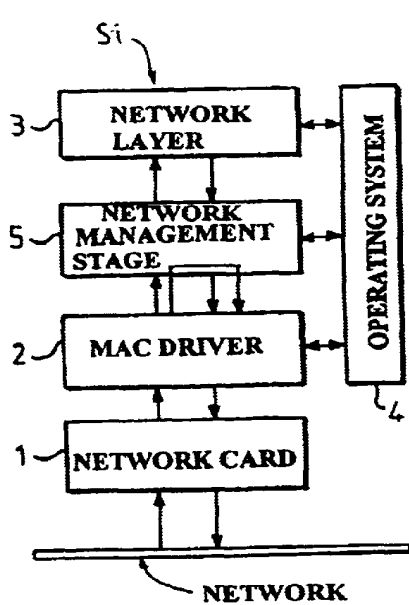 Si
3
NETWORK
LAYER
5
NETWORK
MANAGEMENT
STAGE
OPERATING SYSTEM
2
MAC DRIVER
4
1
NETWORK CARD
NETWORK